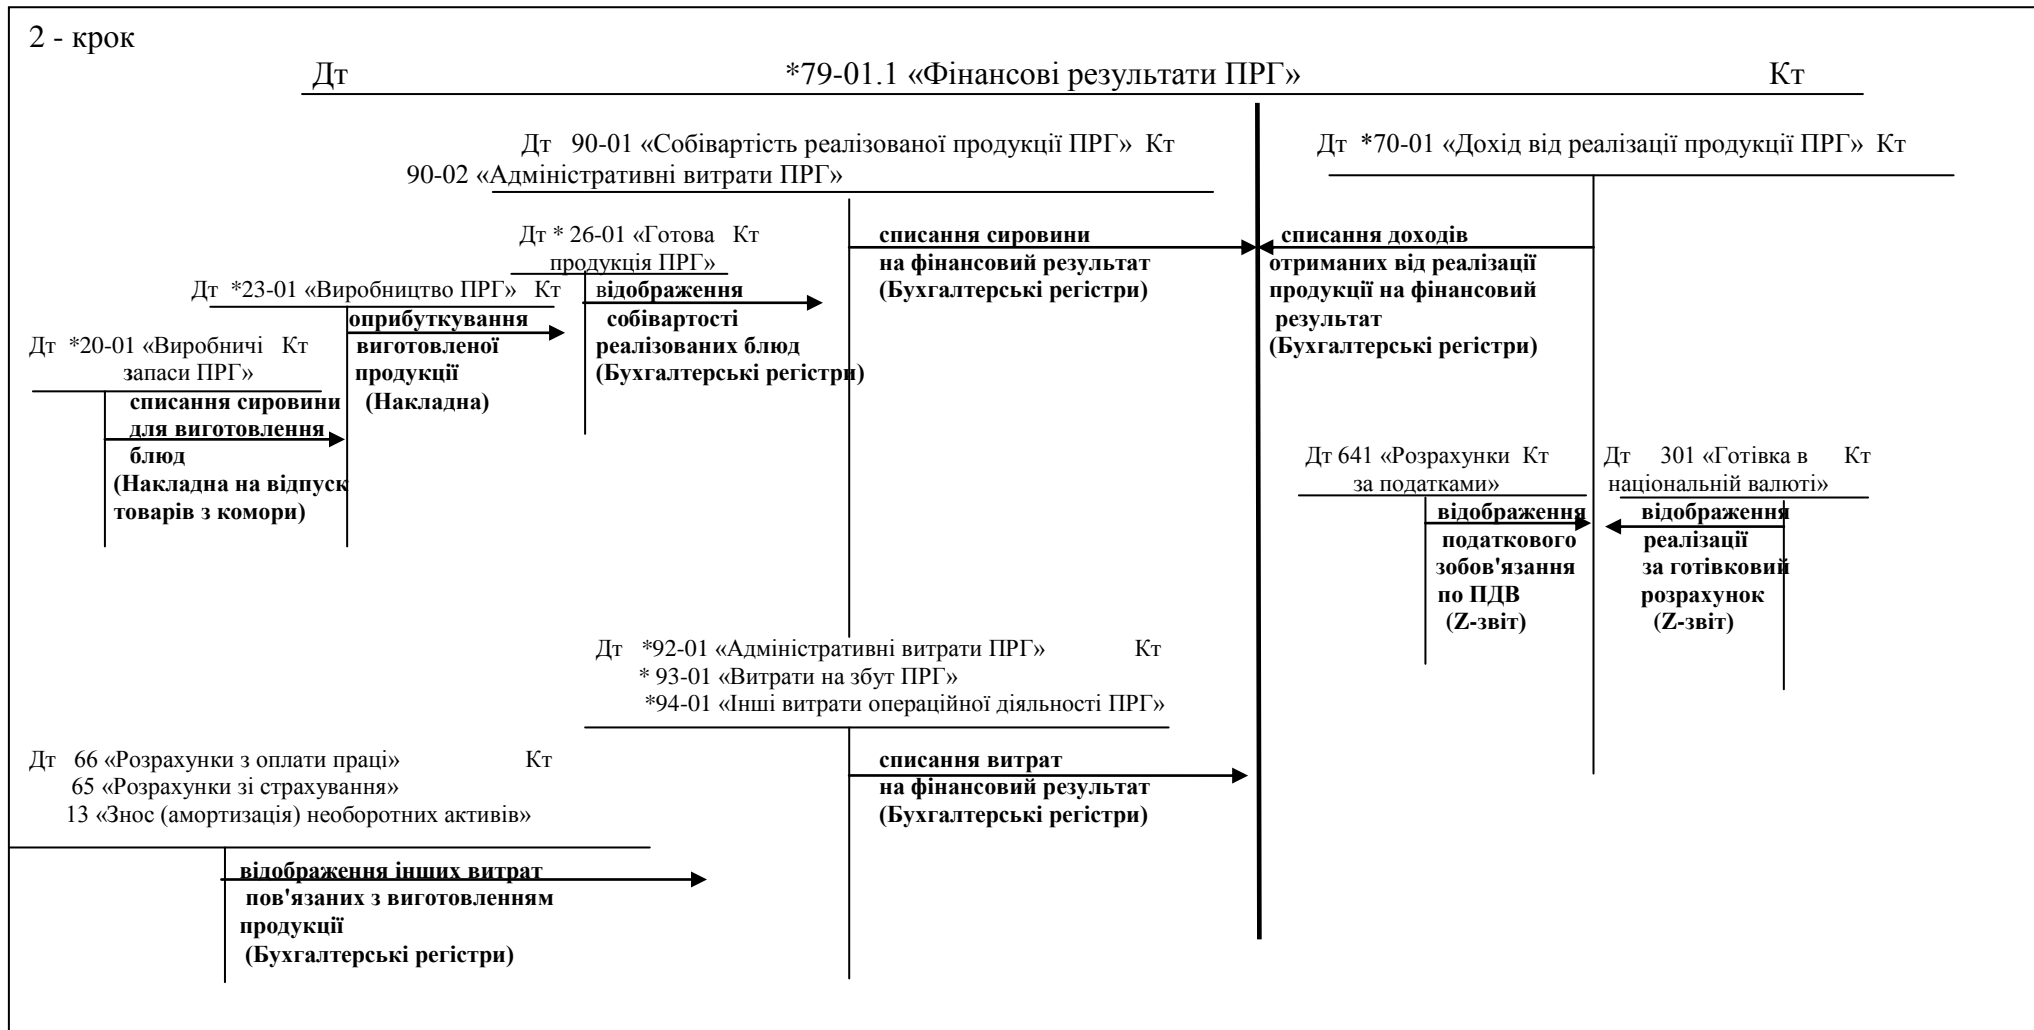 2 - крок
Дт *79-01.1 «Фінансові результати ПРГ» Кт
Дт 90-01 «Собівартість реалізованої продукції ПРГ» Кт
90-02 «Адміністративні витрати ПРГ»
Дт *70-01 «Дохід від реалізації продукції ПРГ» Кт
Дт * 26-01 «Готова Кт
продукція ПРГ»
списання сировини
на фінансовий результат
(Бухгалтерські регістри)
списання доходів
отриманих від реалізації
продукції на фінансовий
результат
(Бухгалтерські регістри)
Дт *23-01 «Виробництво ПРГ» Кт
відображення
собівартості
реалізованих блюд
(Бухгалтерські регістри)
оприбуткування
виготовленої
продукції
(Накладна)
Дт *20-01 «Виробничі Кт
запаси ПРГ»
списання сировини
для виготовлення
блюд
(Накладна на відпуск
товарів з комори)
Дт 641 «Розрахунки Кт
за податками»
відображення
податкового
зобов'язання
по ПДВ
(Z-звіт)
Дт 301 «Готівка в Кт
національній валюті»
відображення
реалізації
за готівковий
розрахунок
(Z-звіт)
Дт *92-01 «Адміністративні витрати ПРГ» Кт
* 93-01 «Витрати на збут ПРГ»
*94-01 «Інші витрати операційної діяльності ПРГ»
списання витрат
на фінансовий результат
(Бухгалтерські регістри)
Дт 66 «Розрахунки з оплати праці» Кт
65 «Розрахунки зі страхування»
13 «Знос (амортизація) необоротних активів»
відображення інших витрат
пов'язаних з виготовленням
продукції
(Бухгалтерські регістри)